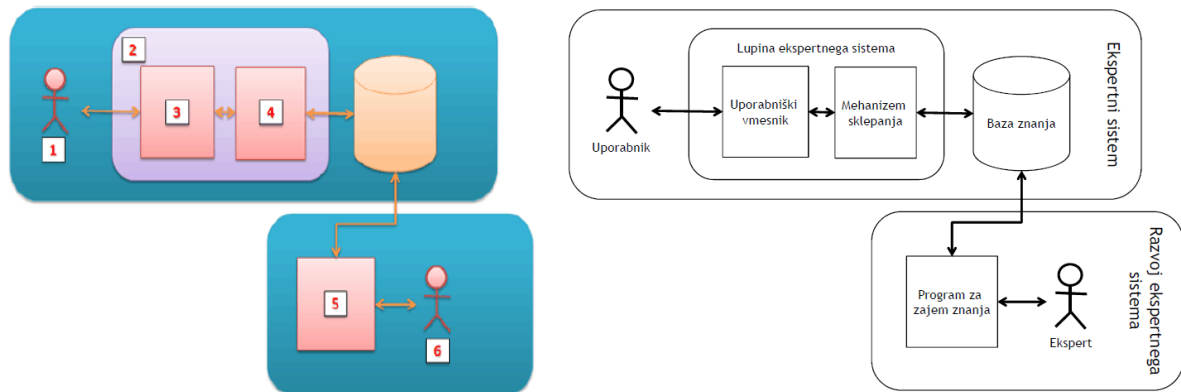 2
3
4
1
5
6
Lupina ekspertnega sistema
Uporabnik
Uporabniški
vmesnik
Mehanizem
sklepanja
Baza znanja
Ekspertni sistem
Program za
zajem znanja
Ekspert
Razvoj ekspertnega
sistema